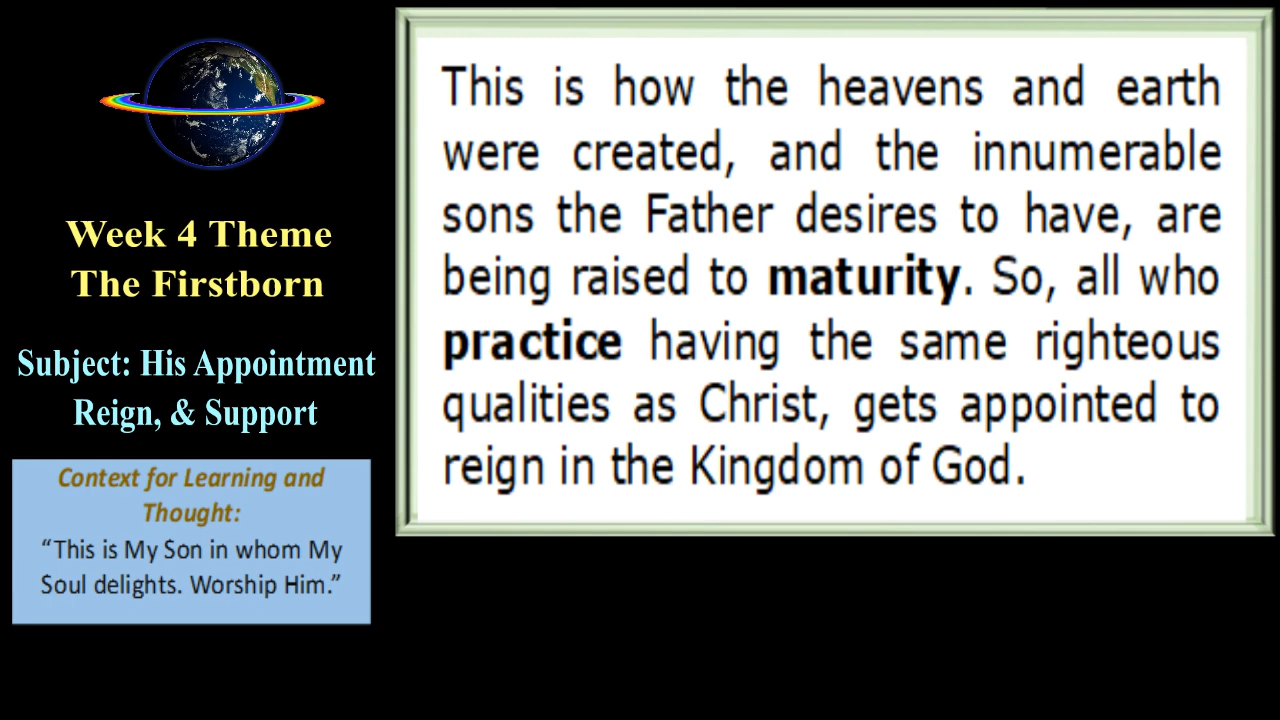 Week 4 Theme
The Firstborn
Subject: His Appointment
Reign, & Support
Context for Learning and
Thought:
“This is My Son in whom My
Soul delights. Worship Him.”
This is how the heavens and earth
were created, and the innumerable
sons the Father desires to have, are
being raised to maturity. So, all who
practice having the same righteous
qualities as Christ, gets appointed to
reign in the Kingdom of God.